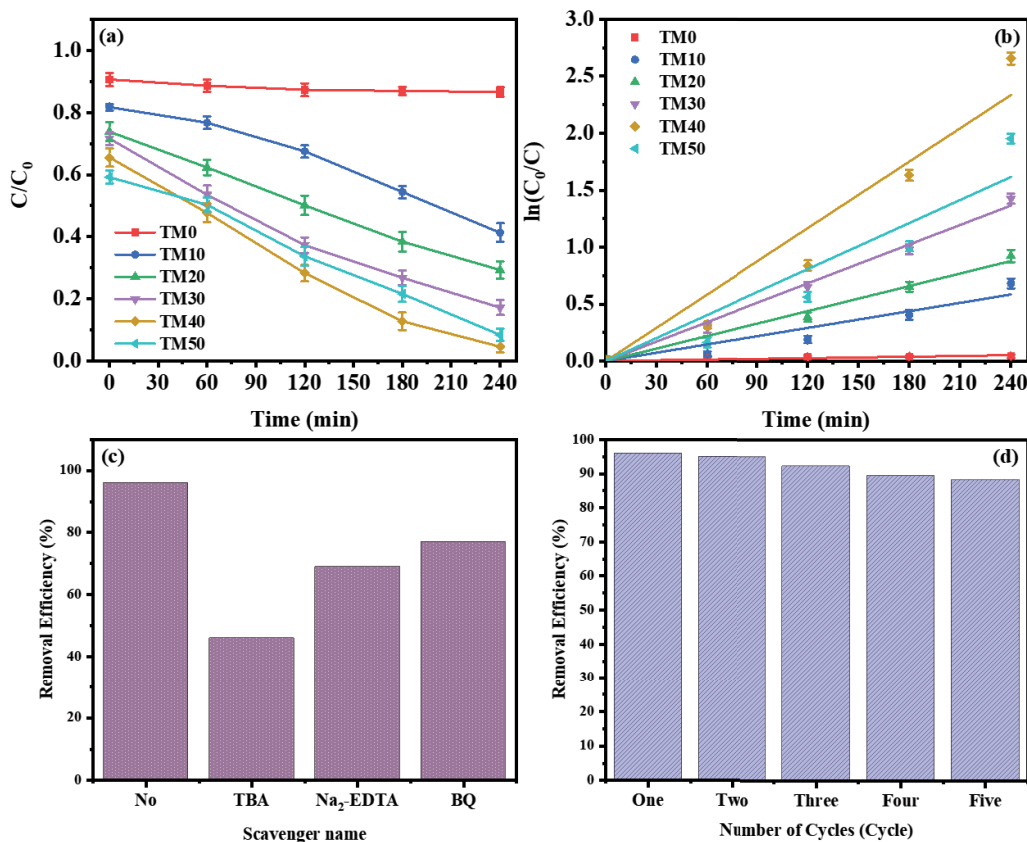 (a)
1.0
0.8
0.6
0.4
0.2
0.0
C/C₀
TM0
TM10
TM20
TM30
TM40
TM50
0 60 120 180 240
Time (min)
(b)
3.0
2.5
2.0
1.5
1.0
0.5
0.0
ln(C₀/C)
TM0
TM10
TM20
TM30
TM40
TM50
0 30 60 90 120 150 180 210 240
Time (min)
(c)
100
80
60
40
20
0
Removal Efficiency (%)
No TBA Na₂-EDTA BQ
Scavenger name
(d)
100
90
80
70
60
50
40
30
20
10
0
Removal Efficiency (%)
One Two Three Four Five
Number of Cycles (Cycle)